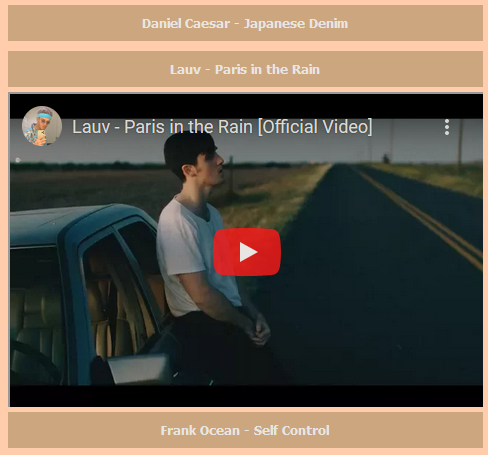 Daniel Caesar - Japanese Denim
Lauv - Paris in the Rain
Lauv - Paris in the Rain [Official Video]
Frank Ocean - Self Control